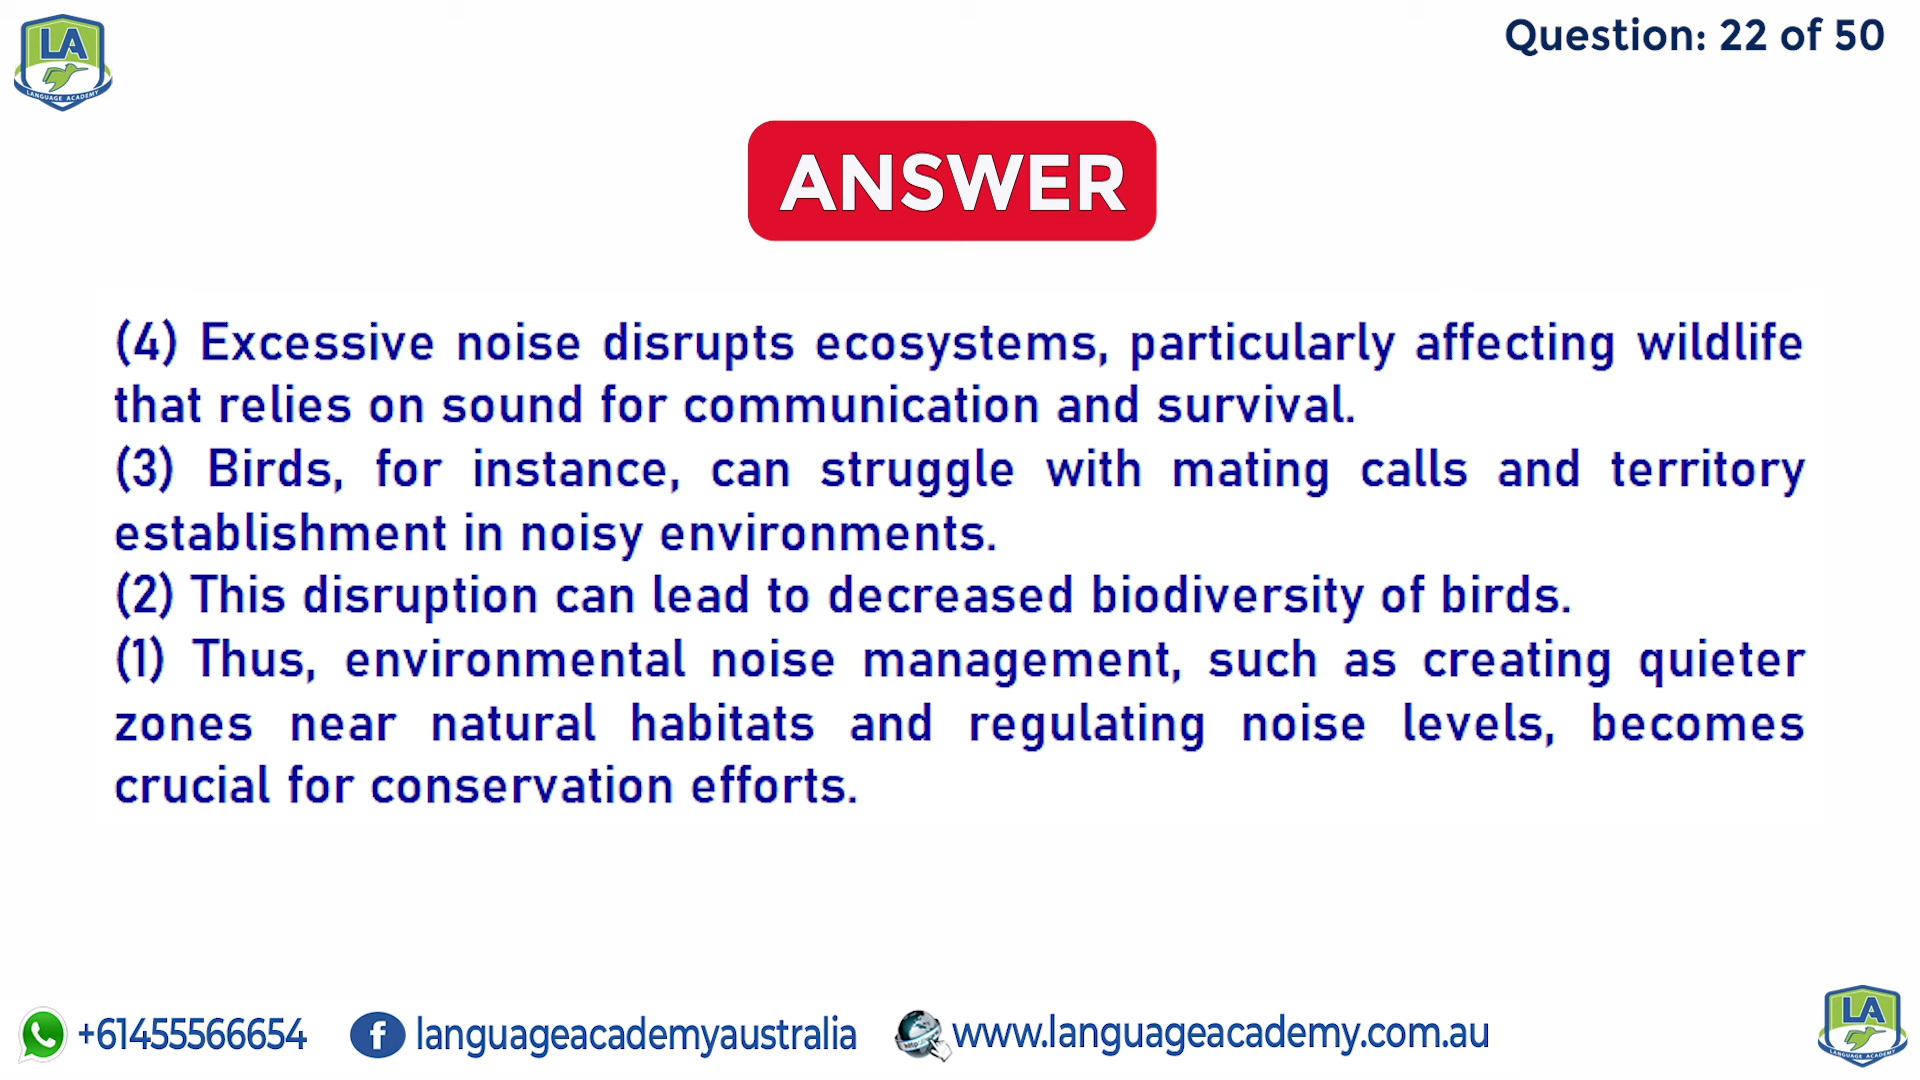 LA
LANGUAGE ACADEMY
Question: 22 of 50
ANSWER
(4) Excessive noise disrupts ecosystems, particularly affecting wildlife
that relies on sound for communication and survival.
(3) Birds, for instance, can struggle with mating calls and territory
establishment in noisy environments.
(2) This disruption can lead to decreased biodiversity of birds.
(1) Thus, environmental noise management, such as creating quieter
zones near natural habitats and regulating noise levels, becomes
crucial for conservation efforts.
+61455566654
f languageacademyaustralia
www.languageacademy.com.au
LA
LANGUAGE ACADEMY